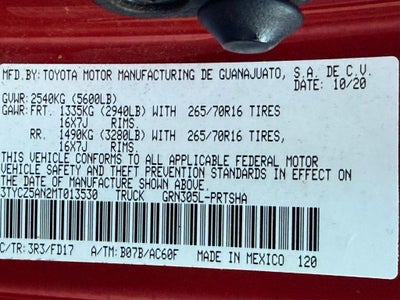 MFD.BY: TOYOTA MOTOR MANUFACTURING DE GUANAJUATO, S.A. DE C.V.
DATE: 10/20
GVWR: 2540KG (5600LB)
GAWR: FRT. 1335KG (2940LB) WITH 265/70R16 TIRES
16X7J RIMS.
RR. 1490KG (3280LB) WITH 265/70R16 TIRES
16X7J RIMS.
THIS VEHICLE CONFORMS TO ALL APPLICABLE FEDERAL MOTOR
VEHICLE SAFETY AND THEFT PREVENTION STANDARDS IN EFFECT
ON THE DATE OF MANUFACTURE SHOWN ABOVE.
3TYCZ5AN2MT013530 TRUCK GRN305L-PRTSHA
C/TR: 3R3/FD17 A/TM: B07B/AC60F MADE IN MEXICO 120